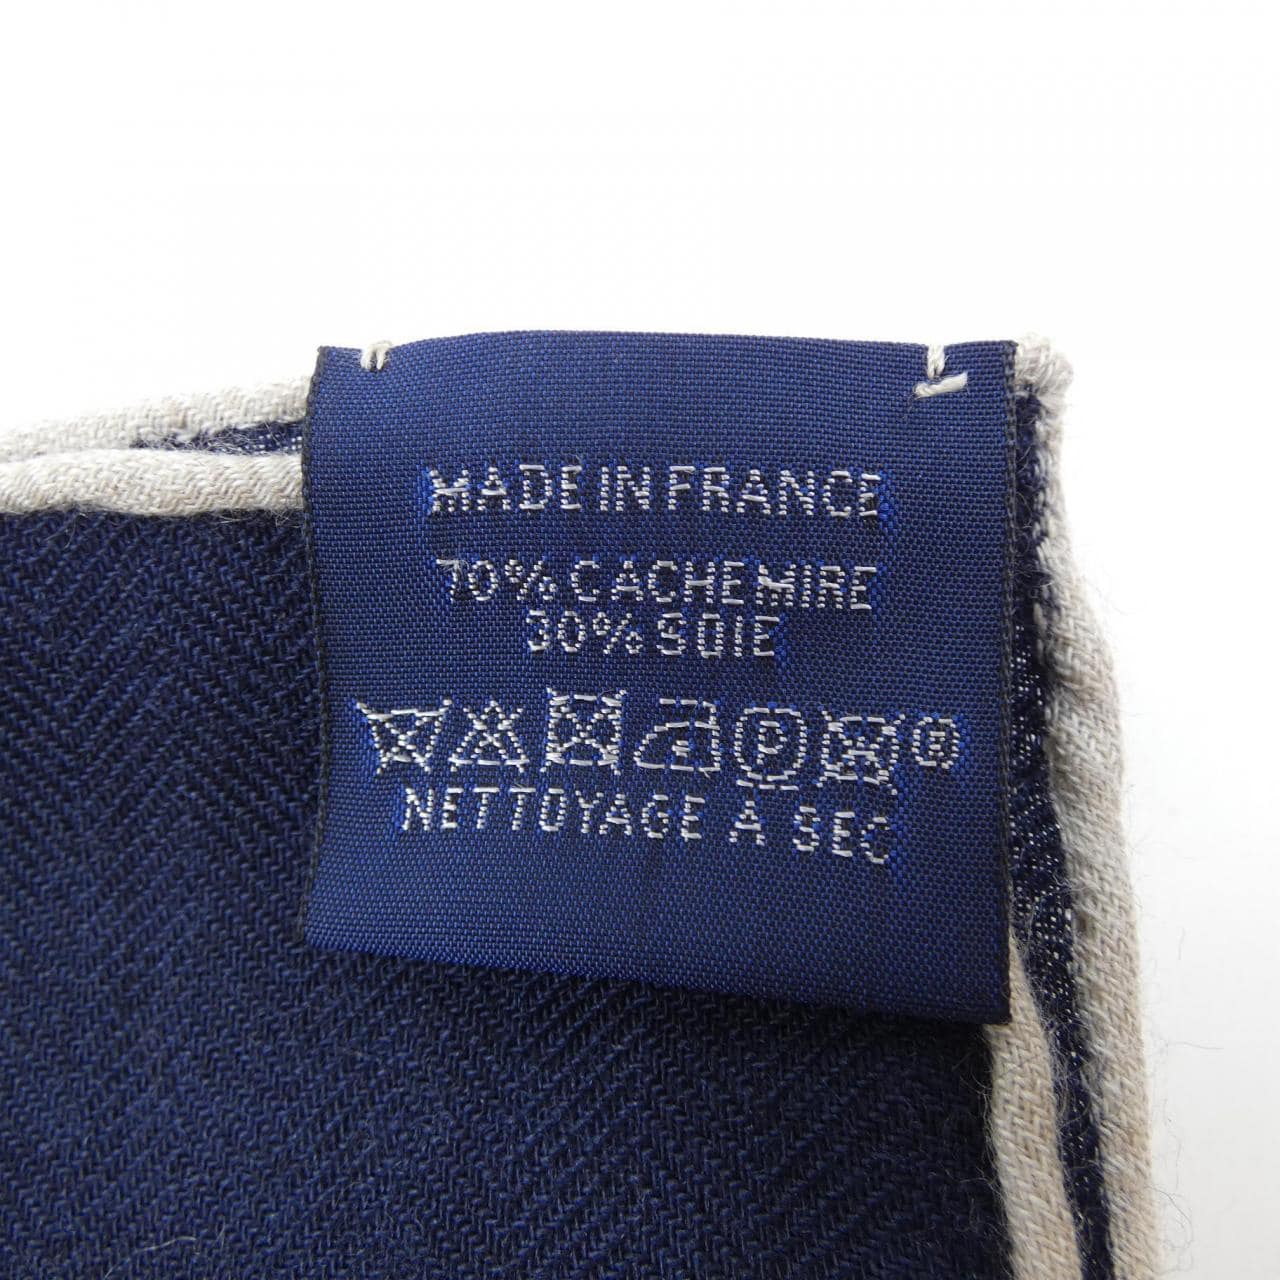 MADE IN FRANCE
70% CACHEMIRE
30% SOIE
P ®
NETTOYAGE A SEC